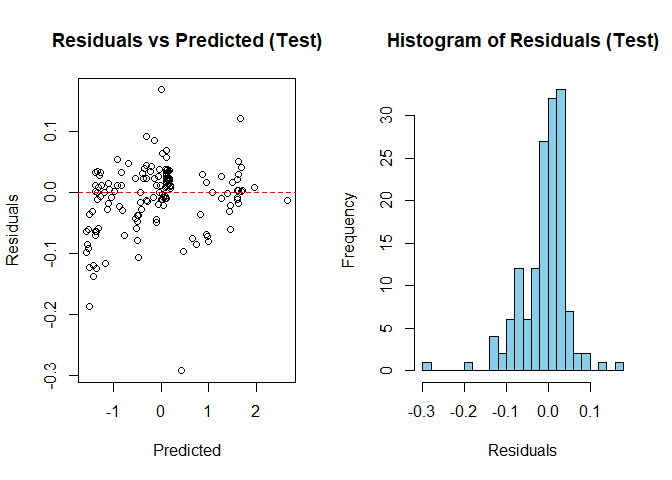 Residuals vs Predicted (Test)
Residuals
0.1
0.0
-0.1
-0.2
-0.3
-1 0 1 2
Predicted
Histogram of Residuals (Test)
Frequency
30
25
20
15
10
5
0
-0.3 -0.2 -0.1 0.0 0.1
Residuals